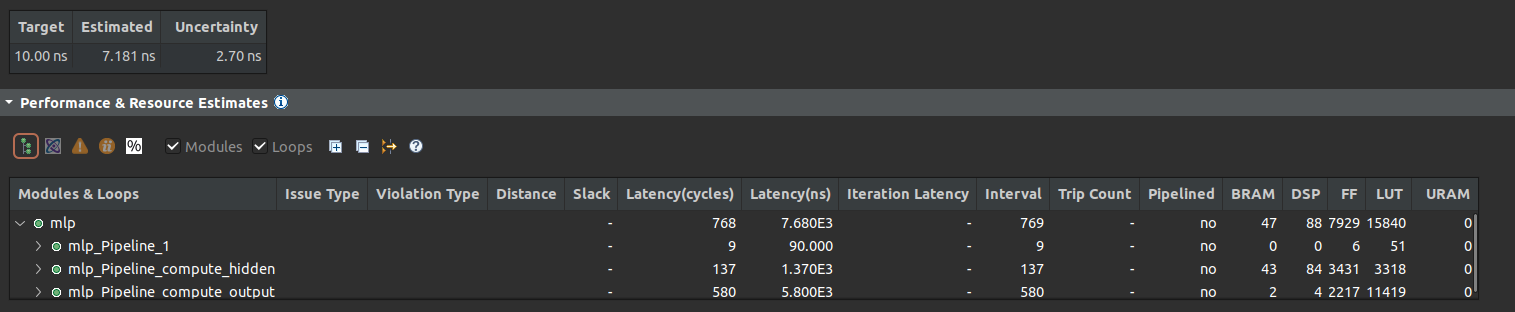 Target Estimated Uncertainty
10.00 ns 7.181 ns 2.70 ns
Performance & Resource Estimates
% Modules Loops
Modules & Loops Issue Type Violation Type Distance Slack Latency(cycles) Latency(ns) Iteration Latency Interval Trip Count Pipelined BRAM DSP FF LUT URAM
mlp - 768 7.680E3 - 769 - no 47 88 7929 15840 0
mlp_Pipeline_1 - 9 90.000 - 9 - no 0 0 6 51 0
mlp_Pipeline_compute_hidden - 137 1.370E3 - 137 - no 43 84 3431 3318 0
mlp_Pipeline_compute_output - 580 5.800E3 - 580 - no 2 4 2217 11419 0